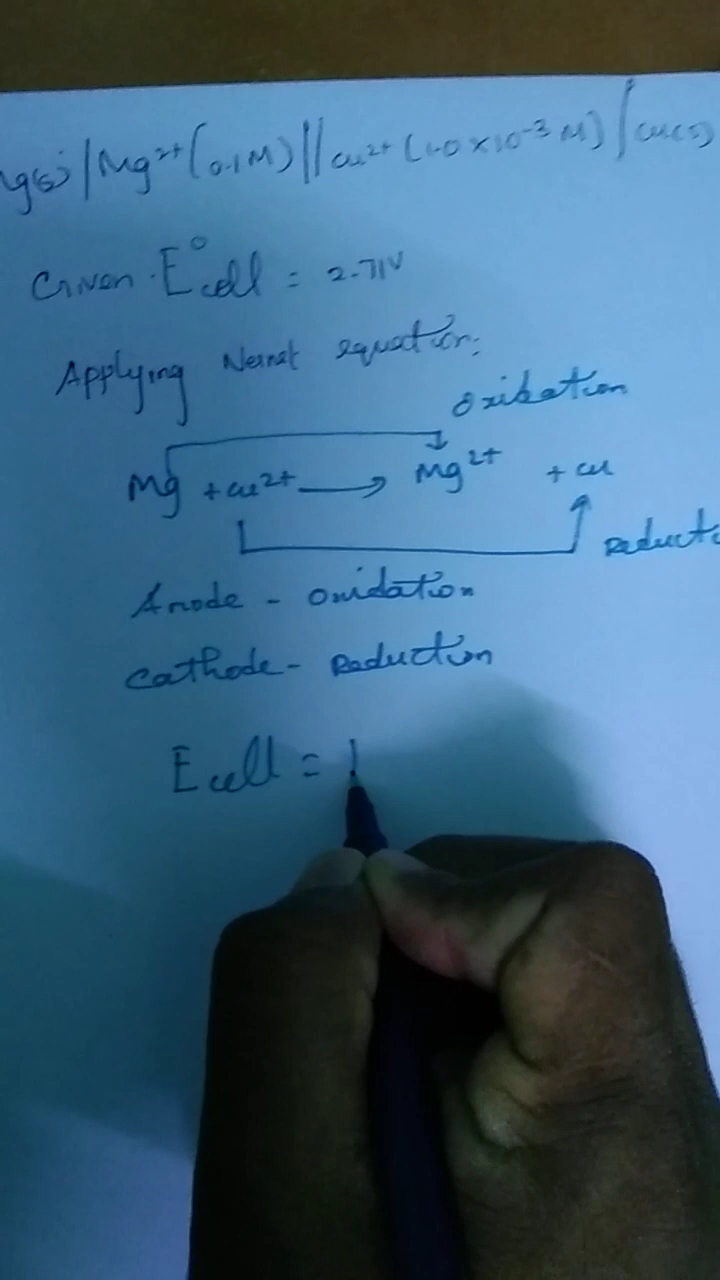 Mg(s) | Mg²⁺ (0.1M) || Cu²⁺ (1.0 × 10⁻³ M) | Cu(s)
Given. E°cell = 2.71V
Applying Nernst equation:
Oxidation
Mg + Cu²⁺ → Mg²⁺ + Cu
Anode - Oxidation
Cathode - Reduction
Ecell =